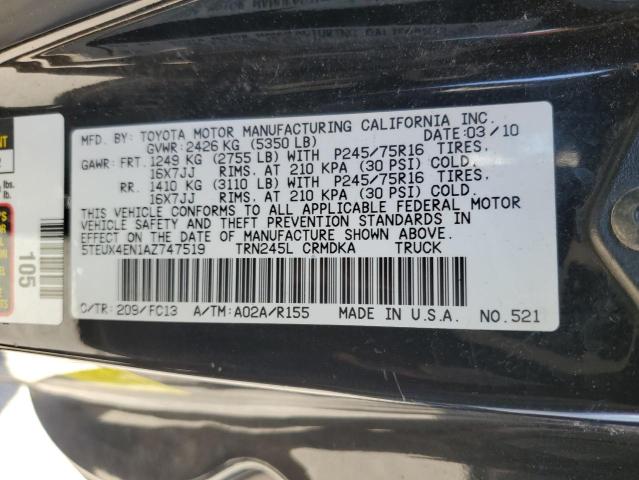 MFD. BY: TOYOTA MOTOR MANUFACTURING CALIFORNIA INC.
GVWR: 2426 KG (5350 LB) DATE: 03/10
GAWR: FRT. 1249 KG (2755 LB) WITH P245/75R16 TIRES.
16X7JJ RIMS. AT 210 KPA (30 PSI) COLD.
RR. 1410 KG (3110 LB) WITH P245/75R16 TIRES.
16X7JJ RIMS. AT 210 KPA (30 PSI) COLD.
THIS VEHICLE CONFORMS TO ALL APPLICABLE FEDERAL MOTOR
VEHICLE SAFETY AND THEFT PREVENTION STANDARDS IN
EFFECT ON THE DATE OF MANUFACTURE SHOWN ABOVE.
5TEUX4EN1AZ747519 TRN245L CRMDKA TRUCK
C/TR: 209/FC13 A/TM: A02A/R155 MADE IN U.S.A. NO. 521
105
lbs.
lb.